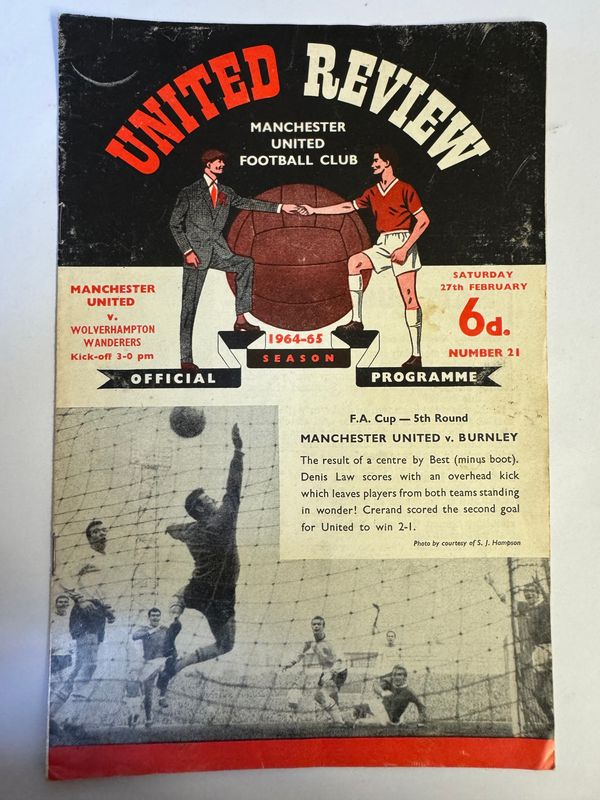 UNITED REVIEW
MANCHESTER
UNITED
FOOTBALL CLUB
MANCHESTER
UNITED
v.
WOLVERHAMPTON
WANDERERS
Kick-off 3-0 pm
SATURDAY
27th FEBRUARY
6d.
NUMBER 21
1964-65
SEASON
OFFICIAL
PROGRAMME
F.A. Cup — 5th Round
MANCHESTER UNITED v. BURNLEY
The result of a centre by Best (minus boot).
Denis Law scores with an overhead kick
which leaves players from both teams standing
in wonder! Crerand scored the second goal
for United to win 2-1.
Photo by courtesy of S. J. Hampson